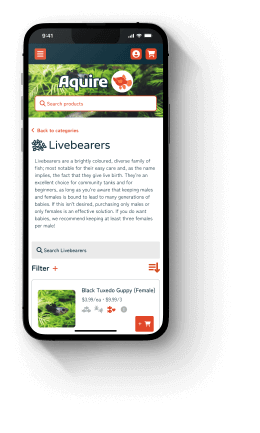 9:41
Aquire
Search products
Back to categories
Livebearers
Livebearers are a brightly coloured, diverse family of
fish; most notable for their easy care and, as the name
implies, the fact that they give live birth. They're an
excellent choice for community tanks and for
beginners, as long as you're aware that keeping males
and females is bound to lead to many generations of
babies. If this isn't desired, purchasing only males or
only females is an effective solution. If you do want
babies, we recommend keeping at least three females
per male!
Search Livebearers
Filter +
Black Tuxedo Guppy (Female)
$3.99/ea - $9.99/3
+